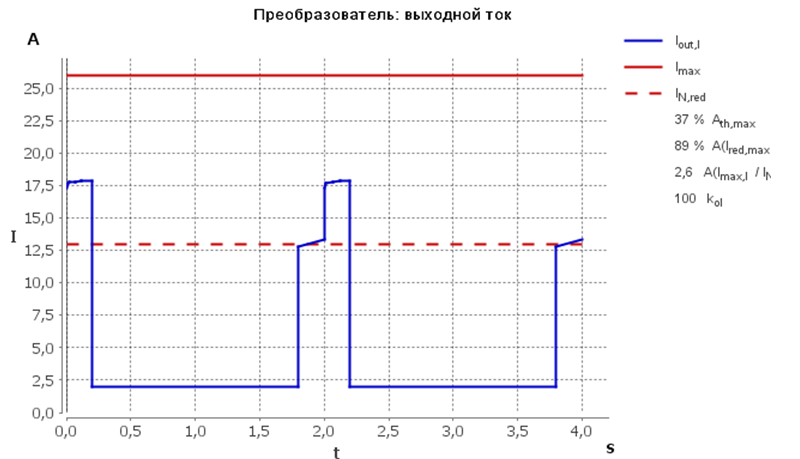 Преобразователь: выходной ток
A
I
25,0
22,5
20,0
17,5
15,0
12,5
10,0
7,5
5,0
2,5
0,0
0,0 0,5 1,0 1,5 2,0 2,5 3,0 3,5 4,0
t
s
Iout,I
Imax
IN,red
37 % Ath,max
89 % A(Ired,max
2,6 A(Imax,I / IN
100 kol